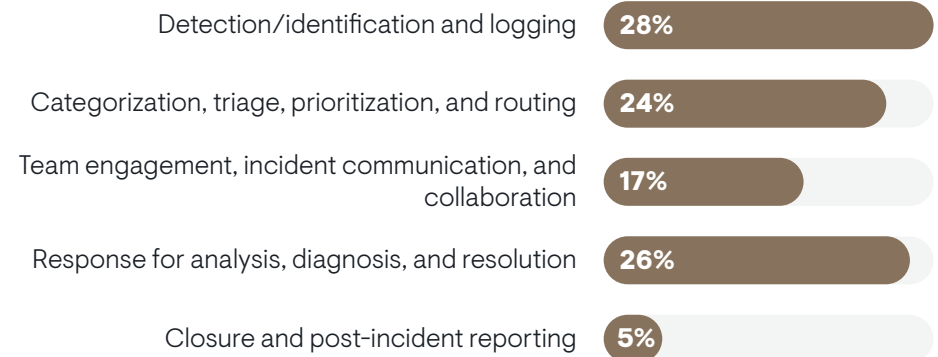 Detection/identification and logging 28%
Categorization, triage, prioritization, and routing 24%
Team engagement, incident communication, and
collaboration 17%
Response for analysis, diagnosis, and resolution 26%
Closure and post-incident reporting 5%